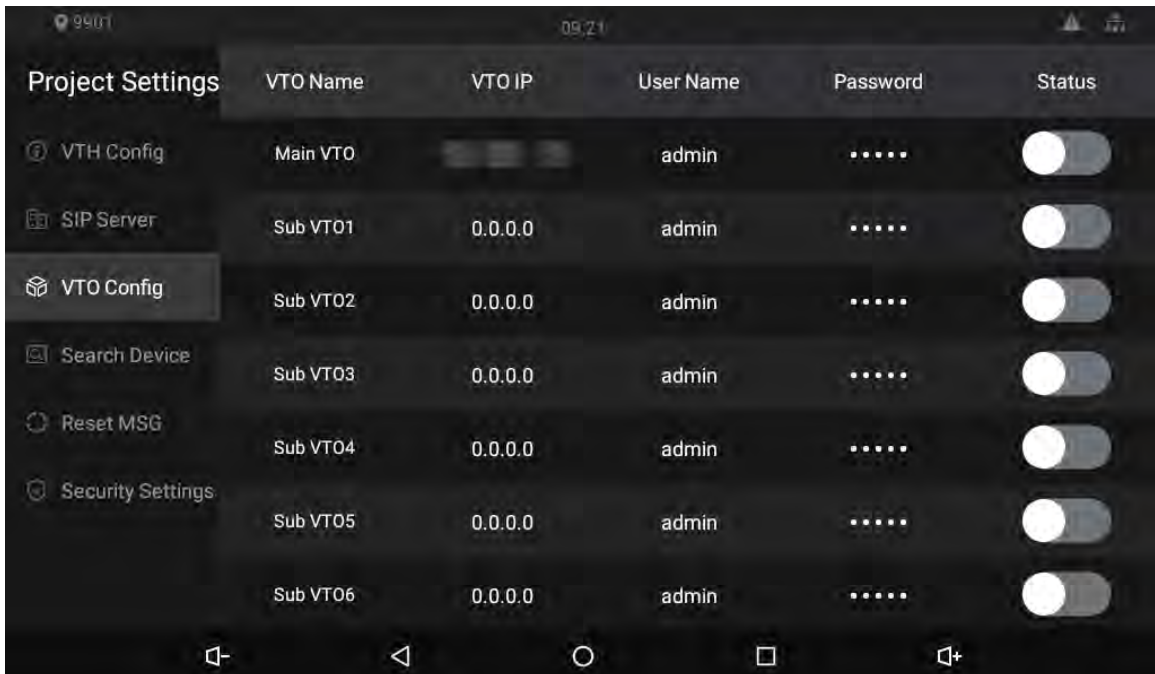 9901 09:21
Project Settings VTO Name VTO IP User Name Password Status
VTH Config Main VTO admin •••••
SIP Server Sub VTO1 0.0.0.0 admin •••••
VTO Config Sub VTO2 0.0.0.0 admin •••••
Search Device Sub VTO3 0.0.0.0 admin •••••
Reset MSG Sub VTO4 0.0.0.0 admin •••••
Security Settings Sub VTO5 0.0.0.0 admin •••••
Sub VTO6 0.0.0.0 admin •••••